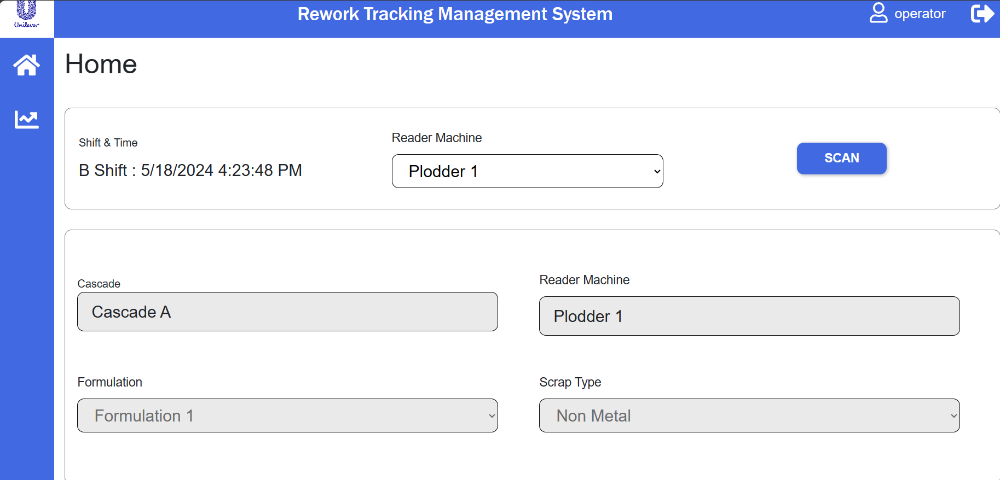 Unilever
Rework Tracking Management System
operator
Home
Shift & Time
B Shift : 5/18/2024 4:23:48 PM
Reader Machine
Plodder 1
SCAN
Cascade
Cascade A
Reader Machine
Plodder 1
Formulation
Formulation 1
Scrap Type
Non Metal